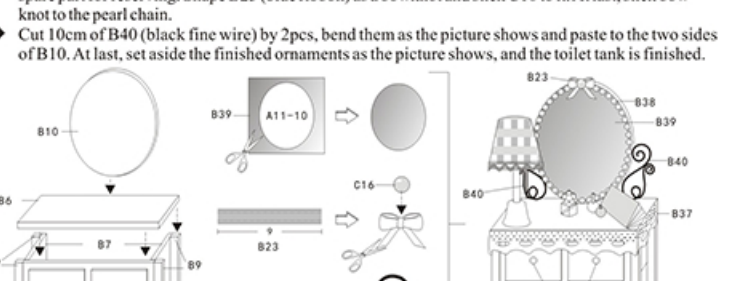 knot to the pearl chain.
Cut 10cm of B40 (black fine wire) by 2pcs, bend them as the picture shows and paste to the two sides
of B10. At last, set aside the finished ornaments as the picture shows, and the toilet tank is finished.
B10
B39
A11-10
B23
B38
B39
B40
C16
B40
B6
B7
9
B23
B37
B9